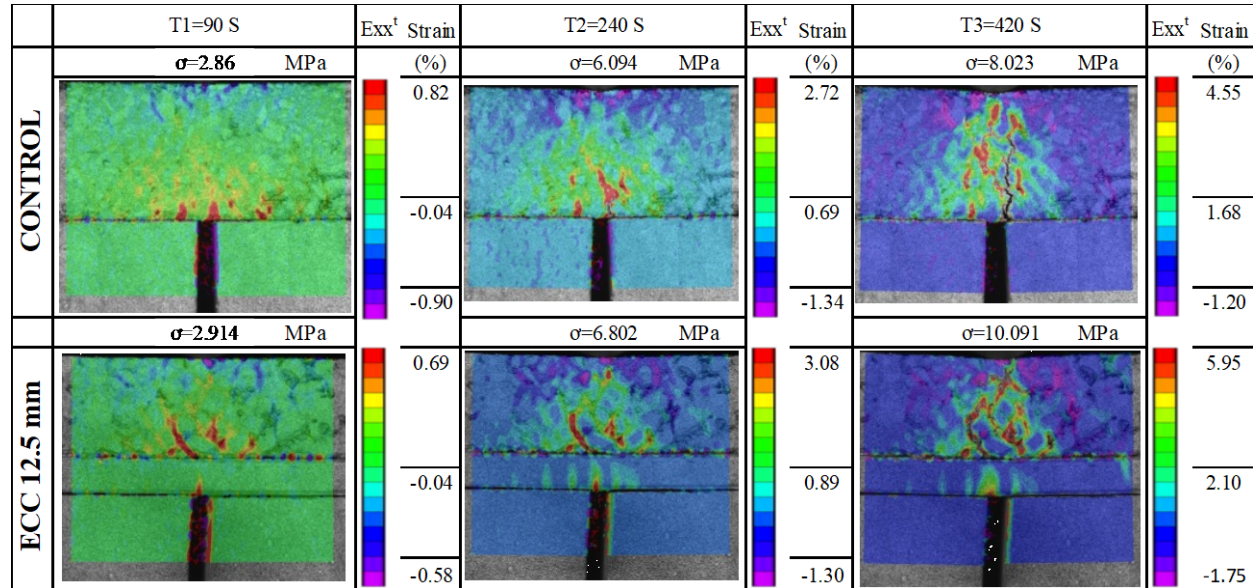 T1=90 S Exxᵗ Strain T2=240 S Exxᵗ Strain T3=420 S Exxᵗ Strain
CONTROL
σ=2.86 MPa (%) σ=6.094 MPa (%) σ=8.023 MPa (%)
0.82 2.72 4.55
-0.04 0.69 1.68
-0.90 -1.34 -1.20
ECC 12.5 mm
σ=2.914 MPa σ=6.802 MPa σ=10.091 MPa
0.69 3.08 5.95
-0.04 0.89 2.10
-0.58 -1.30 -1.75